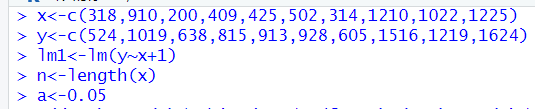 > x<-c(318,910,200,409,425,502,314,1210,1022,1225)
> y<-c(524,1019,638,815,913,928,605,1516,1219,1624)
> lm1<-lm(y~x+1)
> n<-length(x)
> a<-0.05